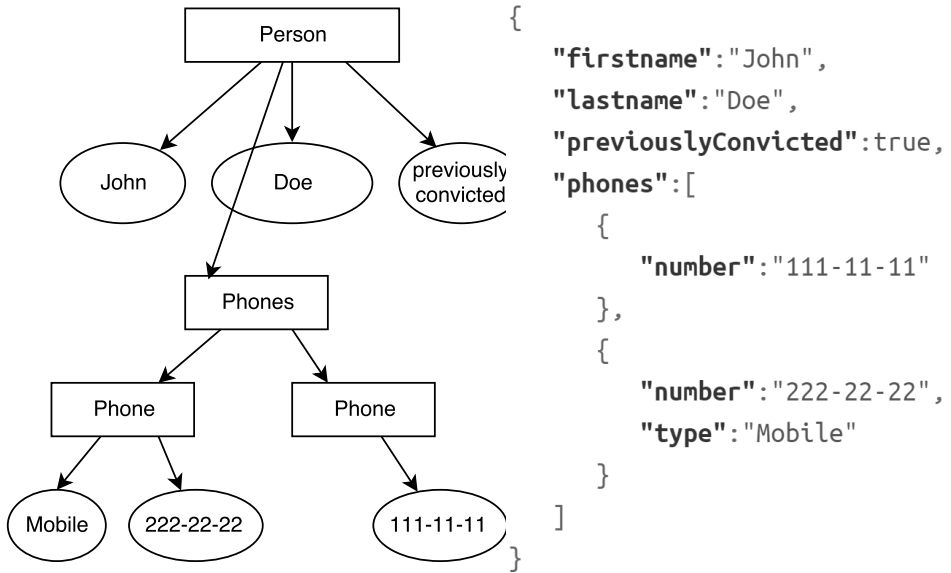 Person
John
Doe
previously
convicted
Phones
Phone
Phone
Mobile
222-22-22
111-11-11
{
"firstname":"John",
"lastname":"Doe",
"previouslyConvicted":true,
"phones":[
{
"number":"111-11-11"
},
{
"number":"222-22-22",
"type":"Mobile"
}
]
}